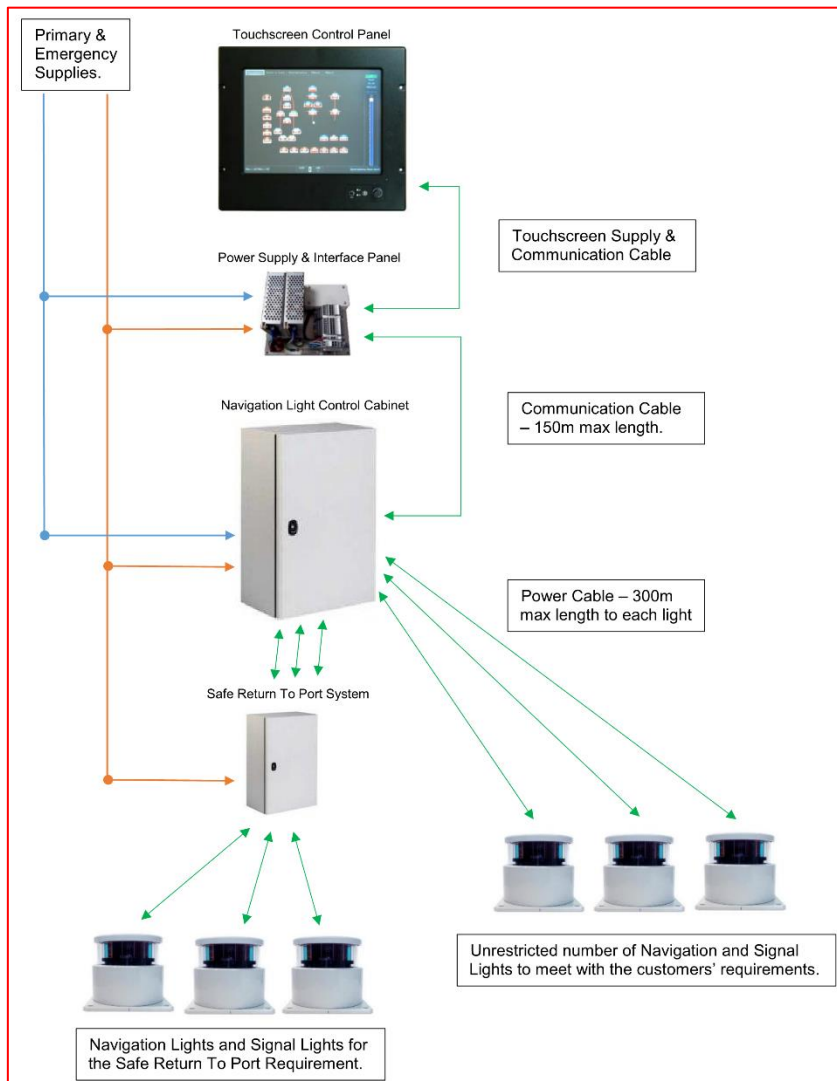 Primary &
Emergency
Supplies.
Touchscreen Control Panel
Touchscreen Supply &
Communication Cable
Power Supply & Interface Panel
Communication Cable
– 150m max length.
Navigation Light Control Cabinet
Power Cable – 300m
max length to each light
Safe Return To Port System
Unrestricted number of Navigation and Signal
Lights to meet with the customers’ requirements.
Navigation Lights and Signal Lights for
the Safe Return To Port Requirement.